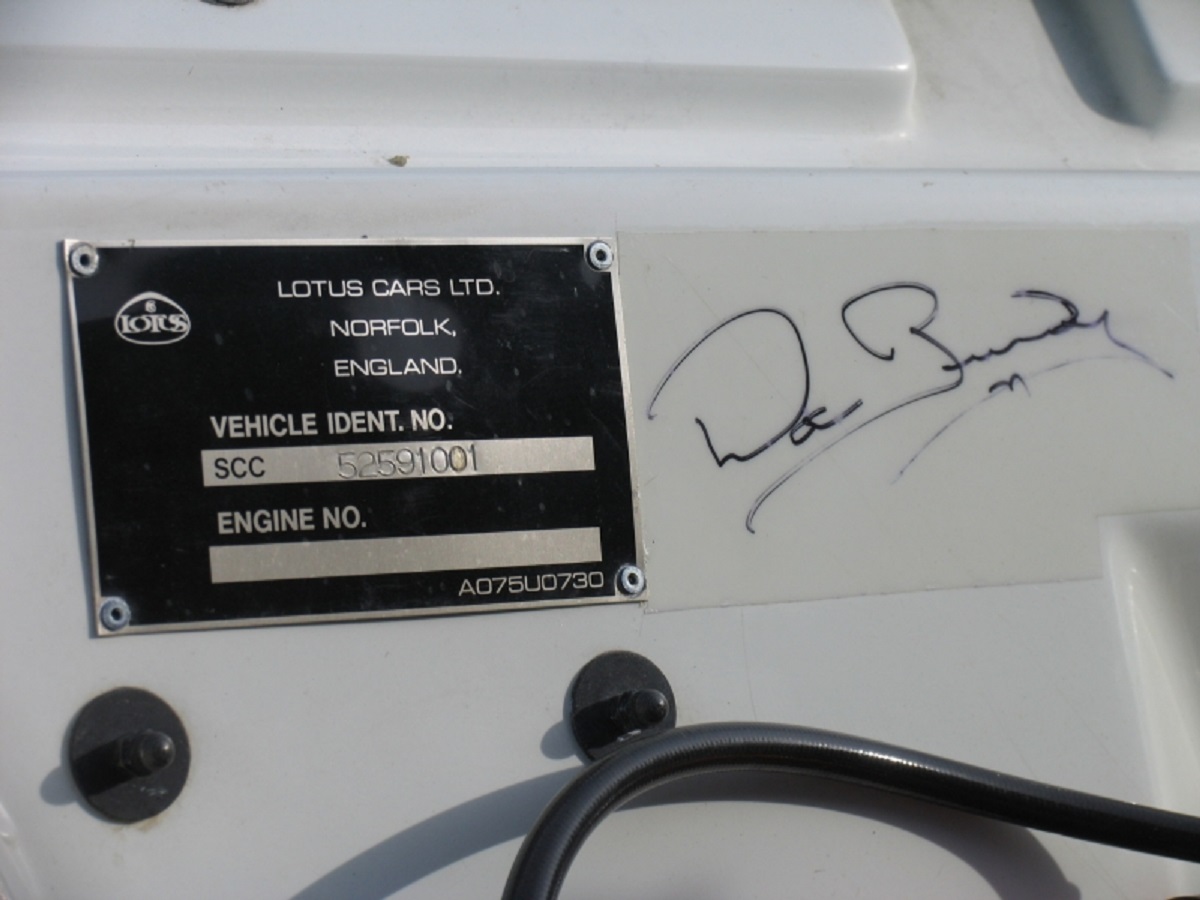 LOTUS CARS LTD.
LOTUS
NORFOLK,
ENGLAND.
VEHICLE IDENT. NO.
SCC 52591001
ENGINE NO.
A075U0730